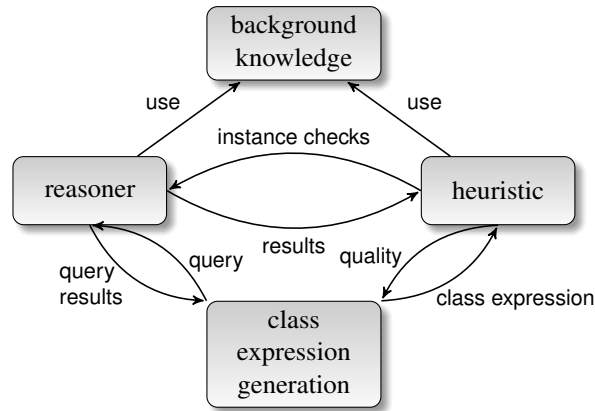 background
knowledge
use
use
instance checks
reasoner
heuristic
results
query
quality
query
results
class expression
class
expression
generation